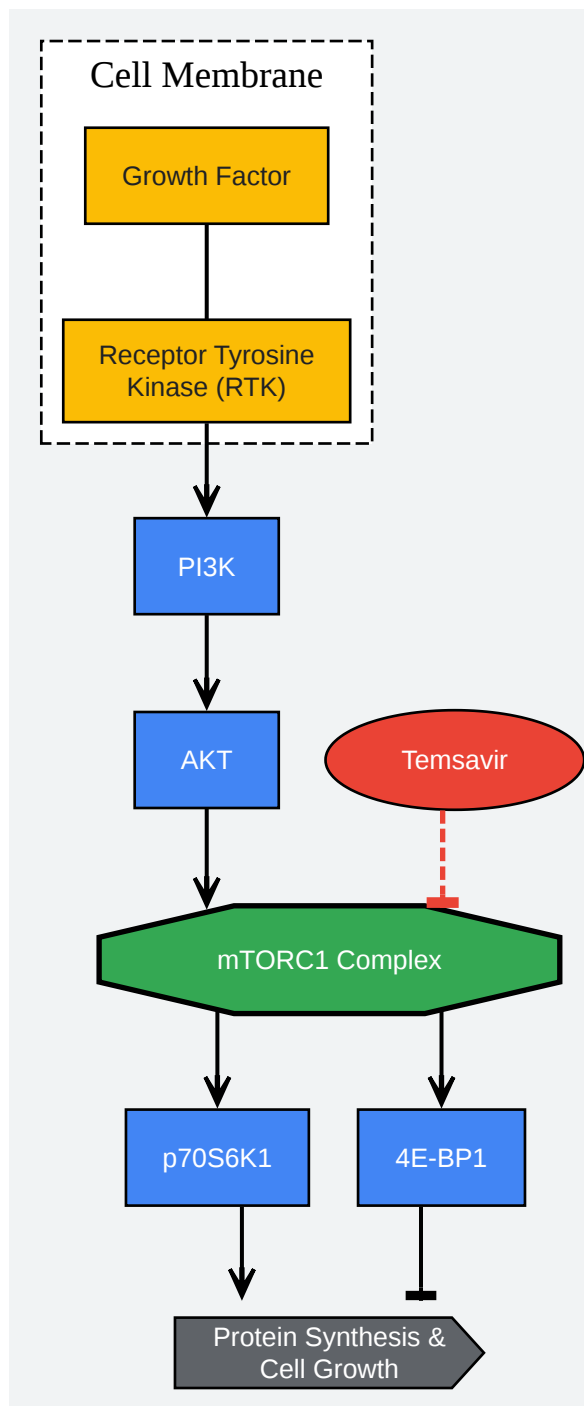 Cell Membrane
Growth Factor
Receptor Tyrosine
Kinase (RTK)
PI3K
AKT
Temsavir
mTORC1 Complex
p70S6K1
4E-BP1
Protein Synthesis &
Cell Growth